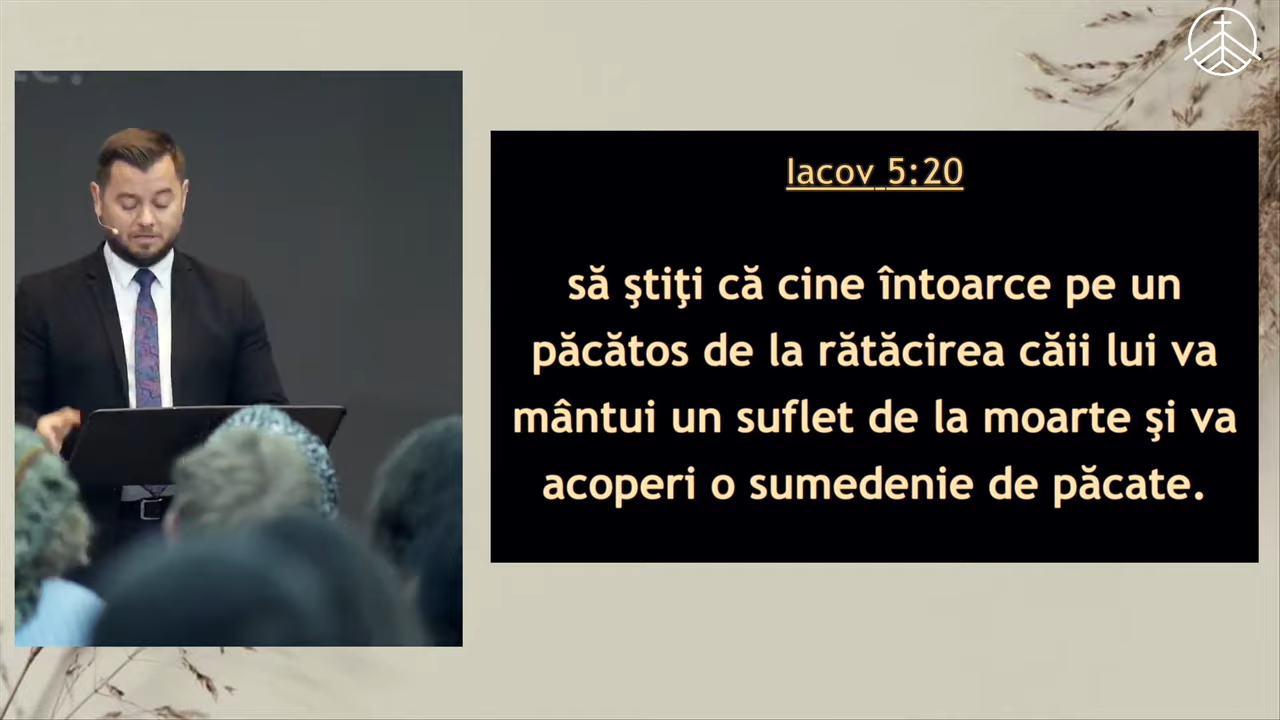 Iacov 5:20
să ştiţi că cine întoarce pe un
păcătos de la rătăcirea căii lui va
mântui un suflet de la moarte şi va
acoperi o sumedenie de păcate.